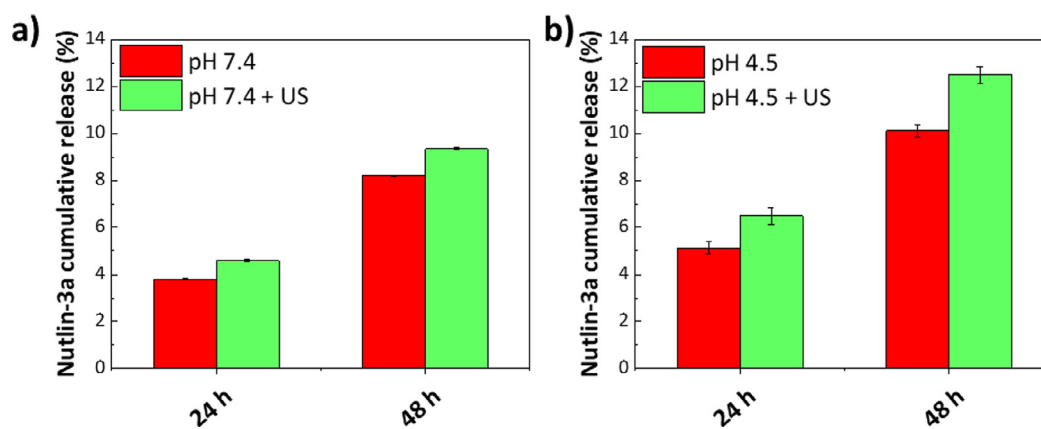 a)
Nutlin-3a cumulative release (%)
14
12
10
8
6
4
2
0
pH 7.4
pH 7.4 + US
24 h
48 h
b)
Nutlin-3a cumulative release (%)
14
12
10
8
6
4
2
0
pH 4.5
pH 4.5 + US
24 h
48 h